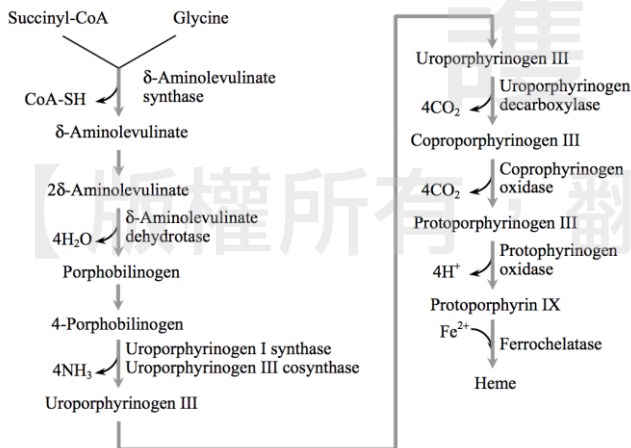 Succinyl-CoA
Glycine
δ-Aminolevulinate
synthase
CoA-SH
δ-Aminolevulinate
2δ-Aminolevulinate
δ-Aminolevulinate
dehydrotase
4H₂O
Porphobilinogen
4-Porphobilinogen
Uroporphyrinogen I synthase
4NH₃
Uroporphyrinogen III cosynthase
Uroporphyrinogen III
Uroporphyrinogen III
Uroporphyrinogen
decarboxylase
4CO₂
Coproporphyrinogen III
Coprophyrinogen
oxidase
4CO₂
Protoporphyrinogen III
Protophyrinogen
oxidase
4H⁺
Protoporphyrin IX
Fe²⁺
Ferrochelatase
Heme
護
【版權所有，翻